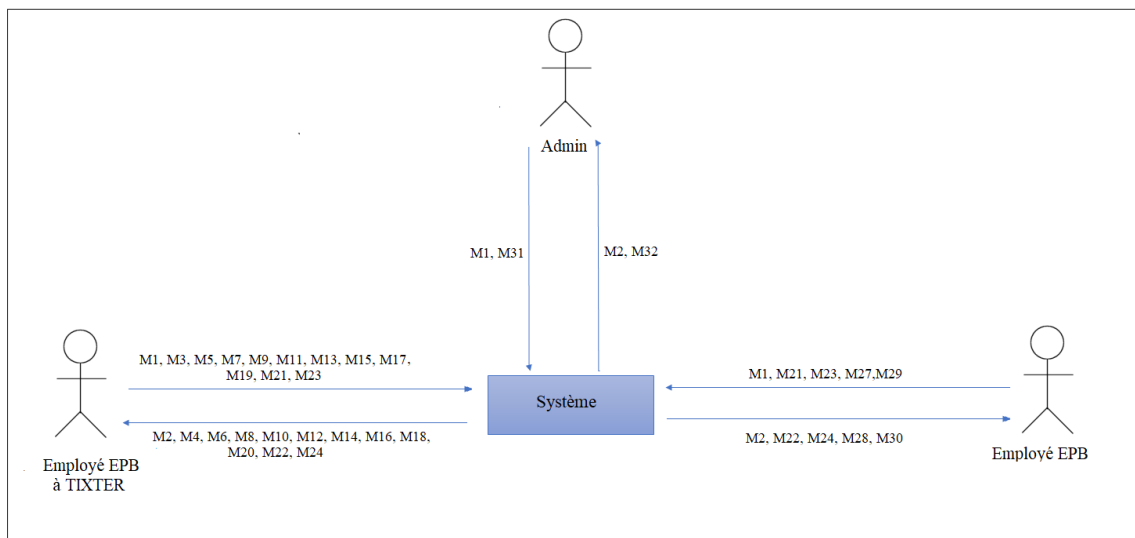 Admin
M1, M31
M2, M32
M1, M3, M5, M7, M9, M11, M13, M15, M17,
M19, M21, M23
M2, M4, M6, M8, M10, M12, M14, M16, M18,
M20, M22, M24
Employé EPB
à TIXTER
Système
M1, M21, M23, M27,M29
M2, M22, M24, M28, M30
Employé EPB